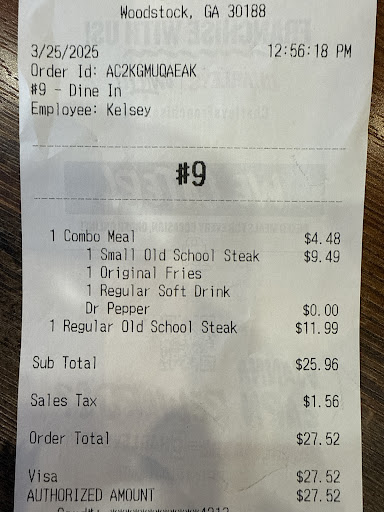 Woodstock, GA 30188
3/25/2025 12:56:18 PM
Order Id: AC2KGMUQAEAK
#9 - Dine In
Employee: Kelsey
#9
1 Combo Meal $4.48
1 Small Old School Steak $9.49
1 Original Fries
1 Regular Soft Drink
Dr Pepper $0.00
1 Regular Old School Steak $11.99
Sub Total $25.96
Sales Tax $1.56
Order Total $27.52
Visa $27.52
AUTHORIZED AMOUNT $27.52